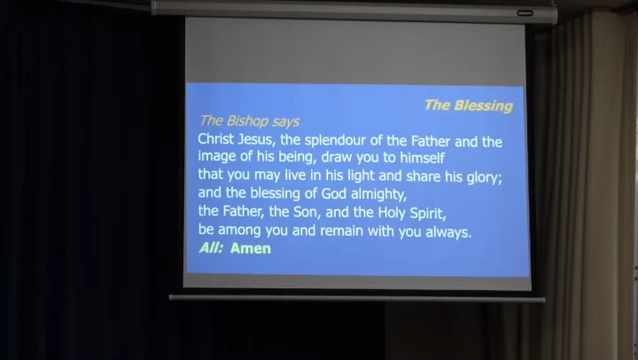 The Blessing
The Bishop says
Christ Jesus, the splendour of the Father and the
image of his being, draw you to himself
that you may live in his light and share his glory;
and the blessing of God almighty,
the Father, the Son, and the Holy Spirit,
be among you and remain with you always.
All: Amen